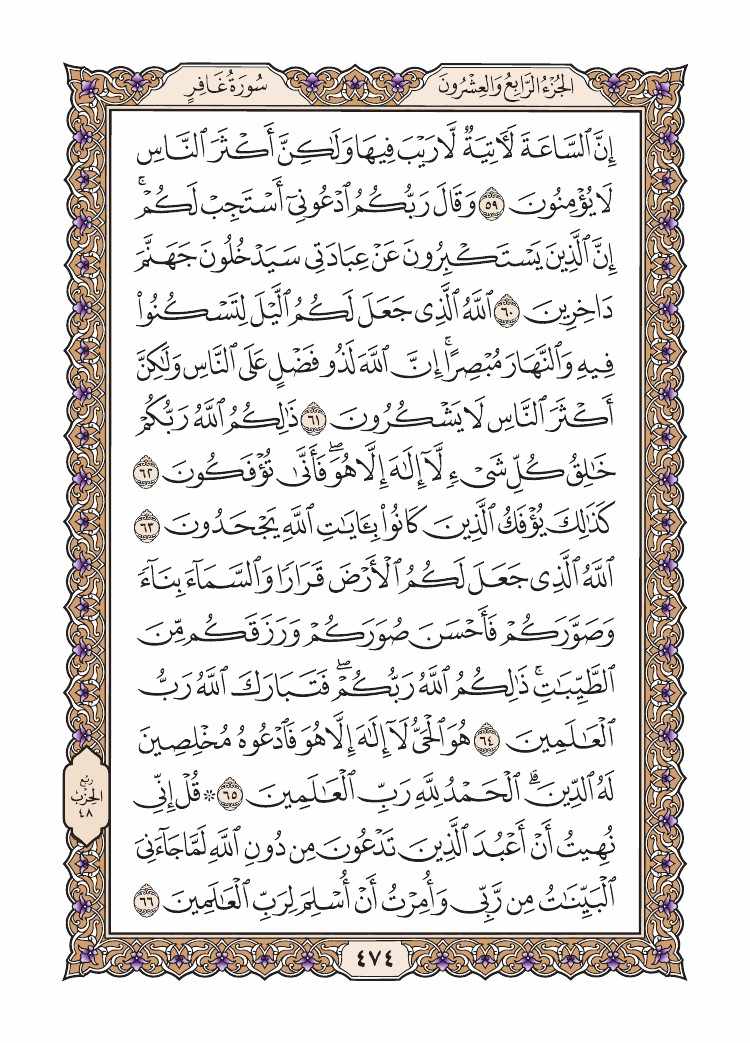 الجُزْءُ الرَّابِعُ وَالعِشْرُونَ
سُورَةُ غَافِرٍ
إِنَّ ٱلسَّاعَةَ لَأٓتِيَةٌ لَّا رَيْبَ فِيهَا وَلَٰكِنَّ أَكْثَرَ ٱلنَّاسِ
لَا يُؤْمِنُونَ ٥٩ وَقَالَ رَبُّكُمُ ٱدْعُونِىٓ أَسْتَجِبْ لَكُمْ ۚ
إِنَّ ٱلَّذِينَ يَسْتَكْبِرُونَ عَنْ عِبَادَتِى سَيَدْخُلُونَ جَهَنَّمَ
دَاخِرِينَ ٦٠ ٱللَّهُ ٱلَّذِى جَعَلَ لَكُمُ ٱلَّيْلَ لِتَسْكُنُوا۟
فِيهِ وَٱلنَّهَارَ مُبْصِرًا ۚ إِنَّ ٱللَّهَ لَذُو فَضْلٍ عَلَى ٱلنَّاسِ وَلَٰكِنَّ
أَكْثَرَ ٱلنَّاسِ لَا يَشْكُرُونَ ٦١ ذَٰلِكُمُ ٱللَّهُ رَبُّكُمْ
خَٰلِقُ كُلِّ شَىْءٍ لَّآ إِلَٰهَ إِلَّا هُوَ ۖ فَأَنَّىٰ تُؤْفَكُونَ ٦٢
كَذَٰلِكَ يُؤْفَكُ ٱلَّذِينَ كَانُوا۟ بِـَٔايَٰتِ ٱللَّهِ يَجْحَدُونَ ٦٣
ٱللَّهُ ٱلَّذِى جَعَلَ لَكُمُ ٱلْأَرْضَ قَرَارًا وَٱلسَّمَآءَ بِنَآءً
وَصَوَّرَكُمْ فَأَحْسَنَ صُوَرَكُمْ وَرَزَقَكُم مِّنَ
ٱلطَّيِّبَٰتِ ۚ ذَٰلِكُمُ ٱللَّهُ رَبُّكُمْ ۖ فَتَبَارَكَ ٱللَّهُ رَبُّ
ٱلْعَٰلَمِينَ ٦٤ هُوَ ٱلْحَىُّ لَآ إِلَٰهَ إِلَّا هُوَ فَٱدْعُوهُ مُخْلِصِينَ
لَهُ ٱلدِّينَ ۗ ٱلْحَمْدُ لِلَّهِ رَبِّ ٱلْعَٰلَمِينَ ٦٥ ۞ قُلْ إِنِّى
نُهِيتُ أَنْ أَعْبُدَ ٱلَّذِينَ تَدْعُونَ مِن دُونِ ٱللَّهِ لَمَّا جَآءَنِىَ
ٱلْبَيِّنَٰتُ مِن رَّبِّى وَأُمِرْتُ أَنْ أُسْلِمَ لِرَبِّ ٱلْعَٰلَمِينَ ٦٦
ربع
الحزب
٤٨
٤٧٤